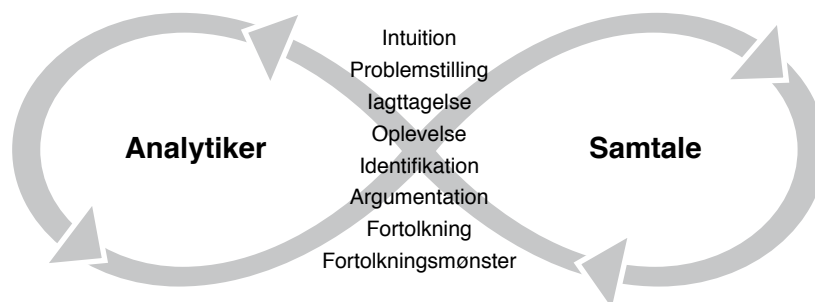 Intuition
Problemstilling
Iagttagelse
Oplevelse
Analytiker
Samtale
Identifikation
Argumentation
Fortolkning
Fortolkningsmønster